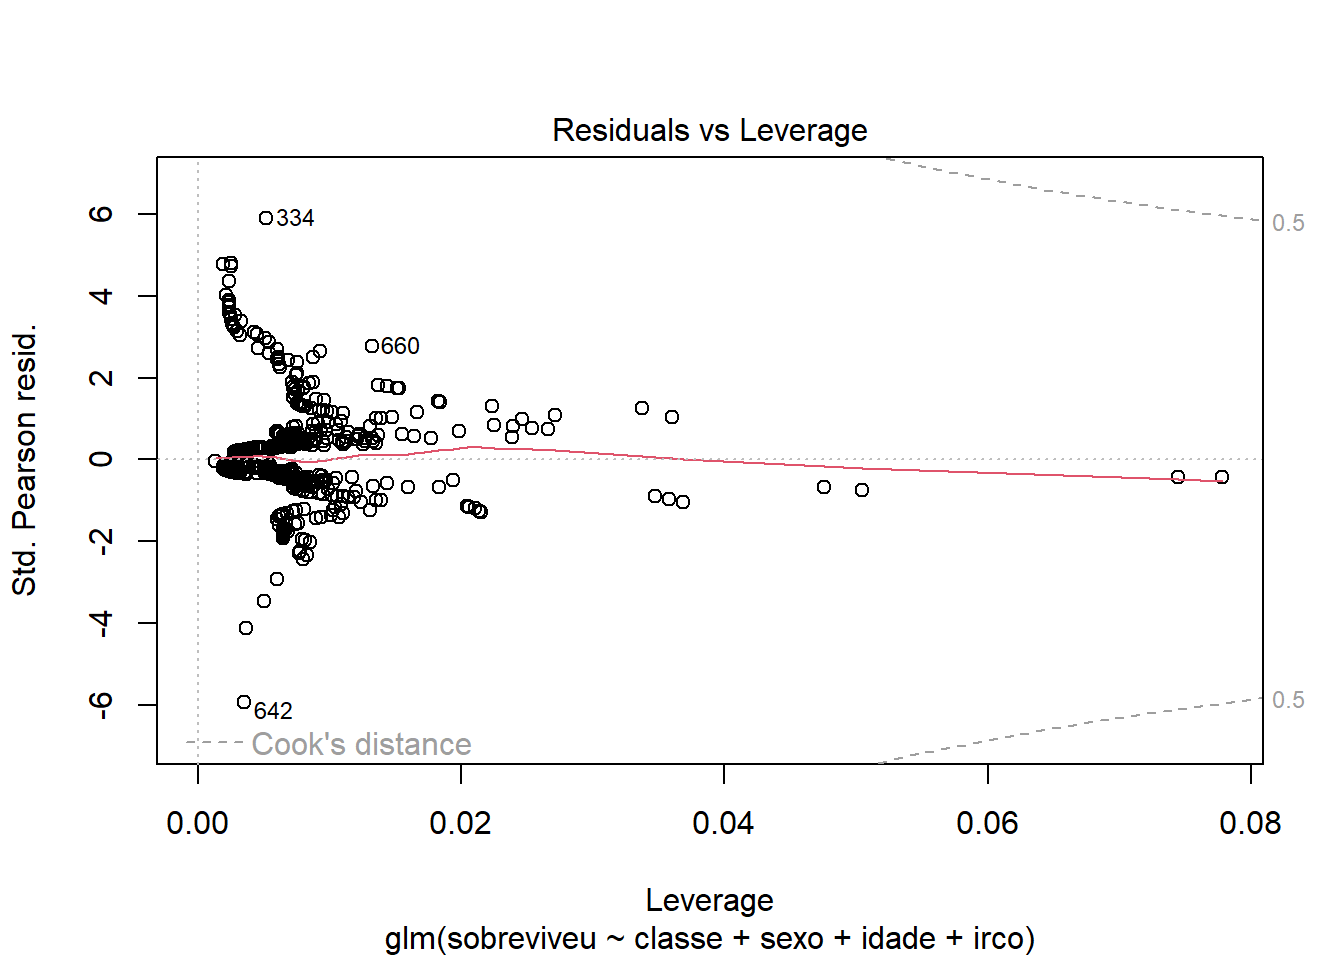 Residuals vs Leverage
Std. Pearson resid.
6
4
2
0
-2
-4
-6
334
660
642
0.5
0.5
Cook's distance
0.00 0.02 0.04 0.06 0.08
Leverage
glm(sobreviveu ~ classe + sexo + idade + irco)